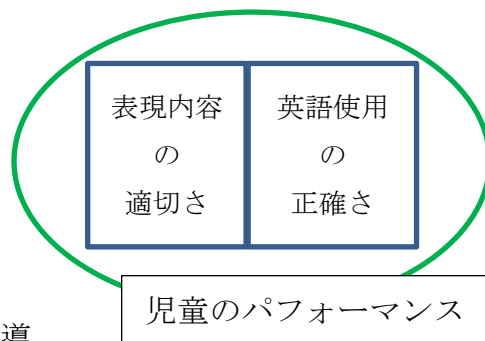 表現内容
の
適切さ
英語使用
の
正確さ
児童のパフォーマンス
道